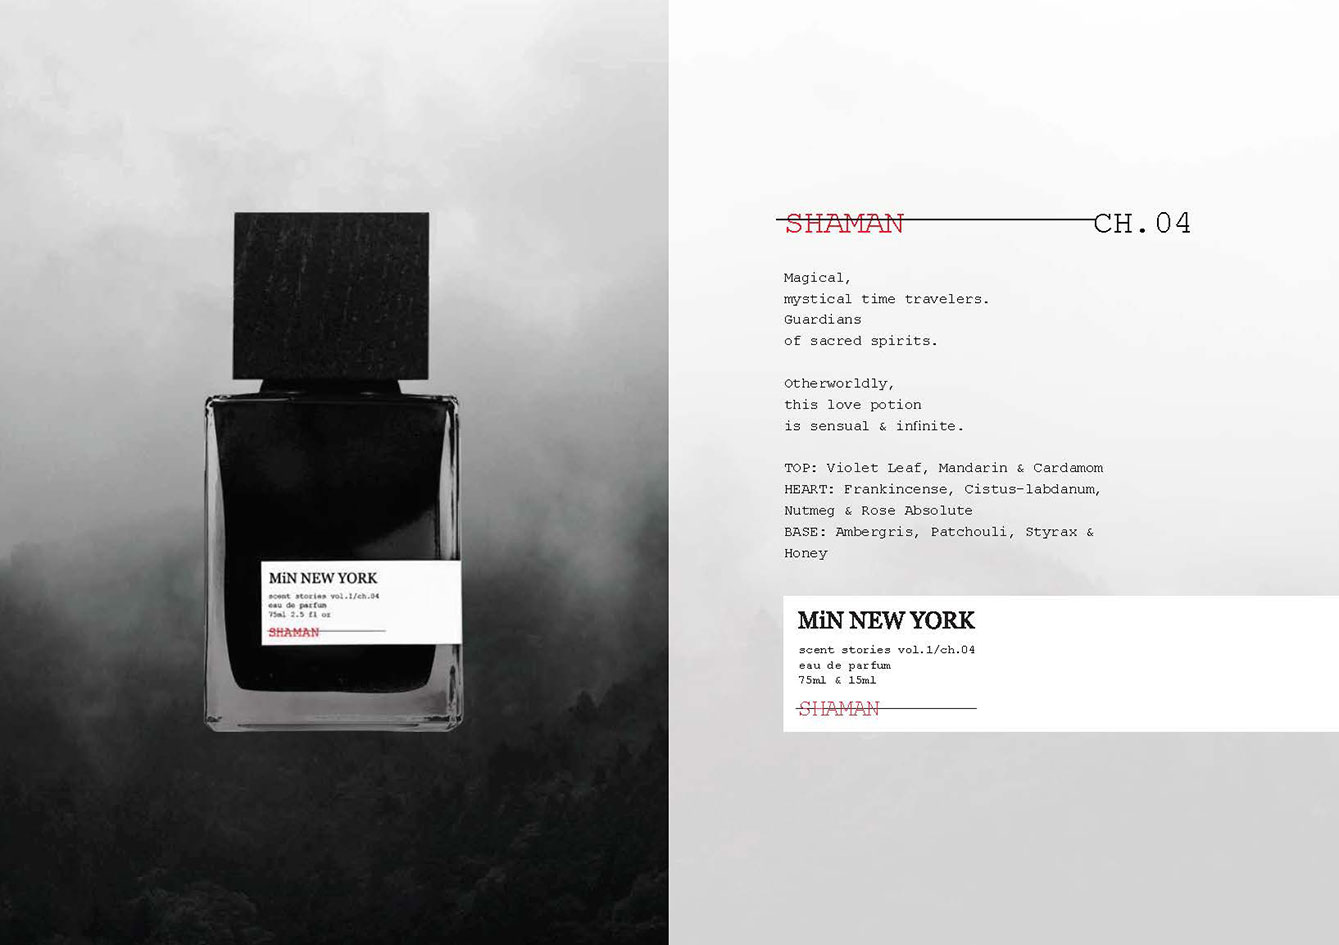 MiN NEW YORK
scent stories vol.1/ch.04
eau de parfum
75ml 2.5 fl oz
SHAMAN
SHAMAN CH.04
Magical,
mystical time travelers.
Guardians
of sacred spirits.
Otherworldly,
this love potion
is sensual & infinite.
TOP: Violet Leaf, Mandarin & Cardamom
HEART: Frankincense, Cistus-labdanum,
Nutmeg & Rose Absolute
BASE: Ambergris, Patchouli, Styrax &
Honey
MiN NEW YORK
scent stories vol.1/ch.04
eau de parfum
75ml & 15ml
SHAMAN